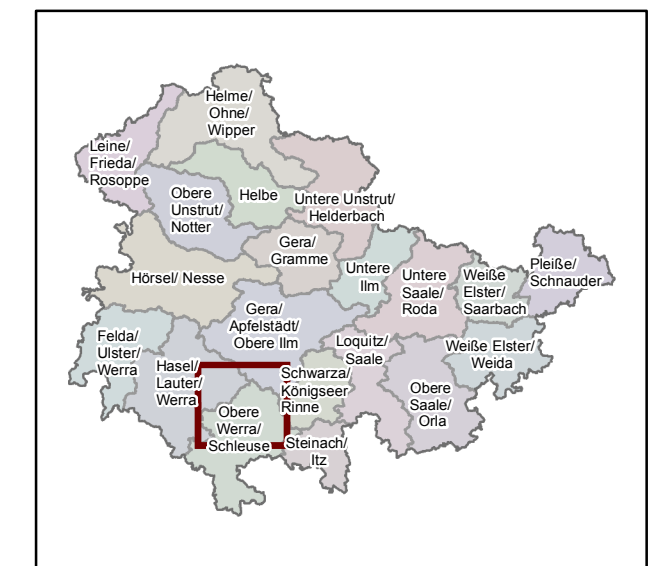 Helme/
Ohne/
Wipper
Leine/
Frieda/
Rosoppe
Obere
Unstrut/
Notter
Helbe
Untere Unstrut/
Helderbach
Gera/
Gramme
Hörsel/ Nesse
Untere
Ilm
Untere
Saale/
Roda
Weiße
Elster/
Saarbach
Pleiße/
Schnauder
Gera/
Apfelstädt/
Obere Ilm
Felda/
Ulster/
Werra
Hasel/
Lauter/
Werra
Loquitz/
Saale
Weiße Elster/
Weida
Schwarza/
Königseer
Rinne
Obere
Saale/
Orla
Obere
Werra/
Schleuse
Steinach/
Itz